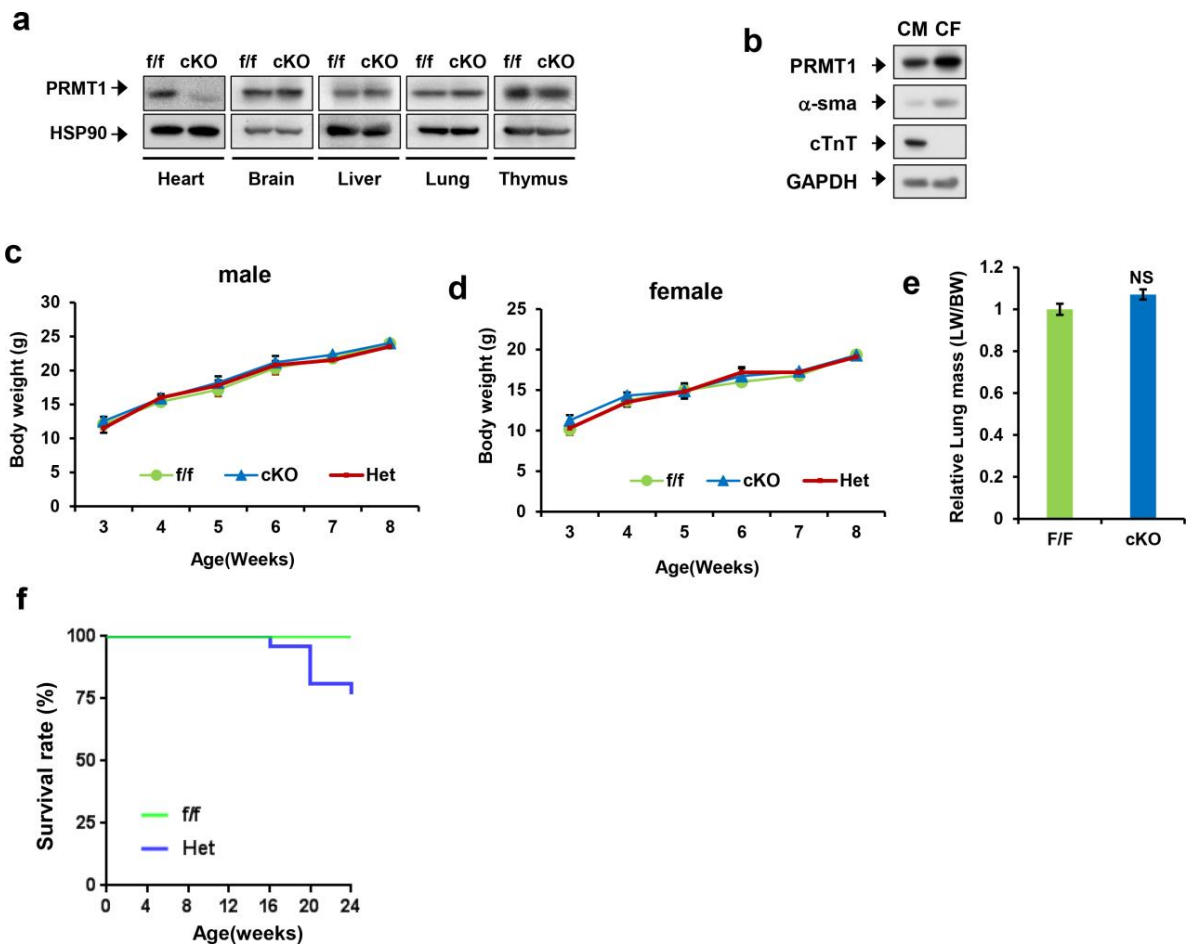 a
f/f cKO f/f cKO f/f cKO f/f cKO f/f cKO
PRMT1
HSP90
Heart Brain Liver Lung Thymus
b
CM CF
PRMT1
α-sma
cTnT
GAPDH
c
male
Body weight (g)
30
25
20
15
10
5
0
f/f cKO Het
3 4 5 6 7 8
Age(Weeks)
d
female
Body weight (g)
25
20
15
10
5
0
f/f cKO Het
3 4 5 6 7 8
Age(Weeks)
e
Relative Lung mass (LW/BW)
1.2
1
0.8
0.6
0.4
0.2
0
NS
F/F cKO
f
Survival rate (%)
100
75
50
25
0
f/f
Het
0 4 8 12 16 20 24
Age(weeks)